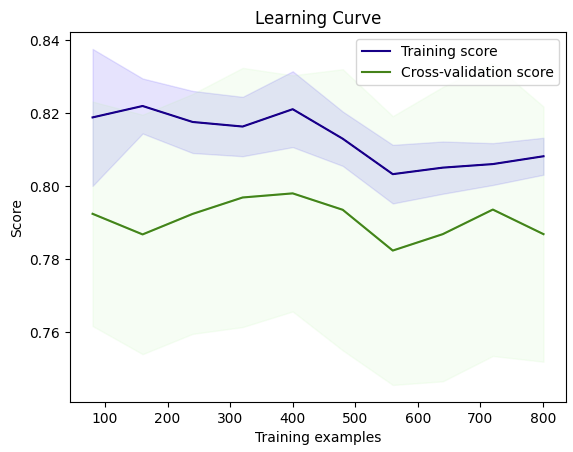 Learning Curve
Training score
Cross-validation score
Score
0.84
0.82
0.80
0.78
0.76
100 200 300 400 500 600 700 800
Training examples